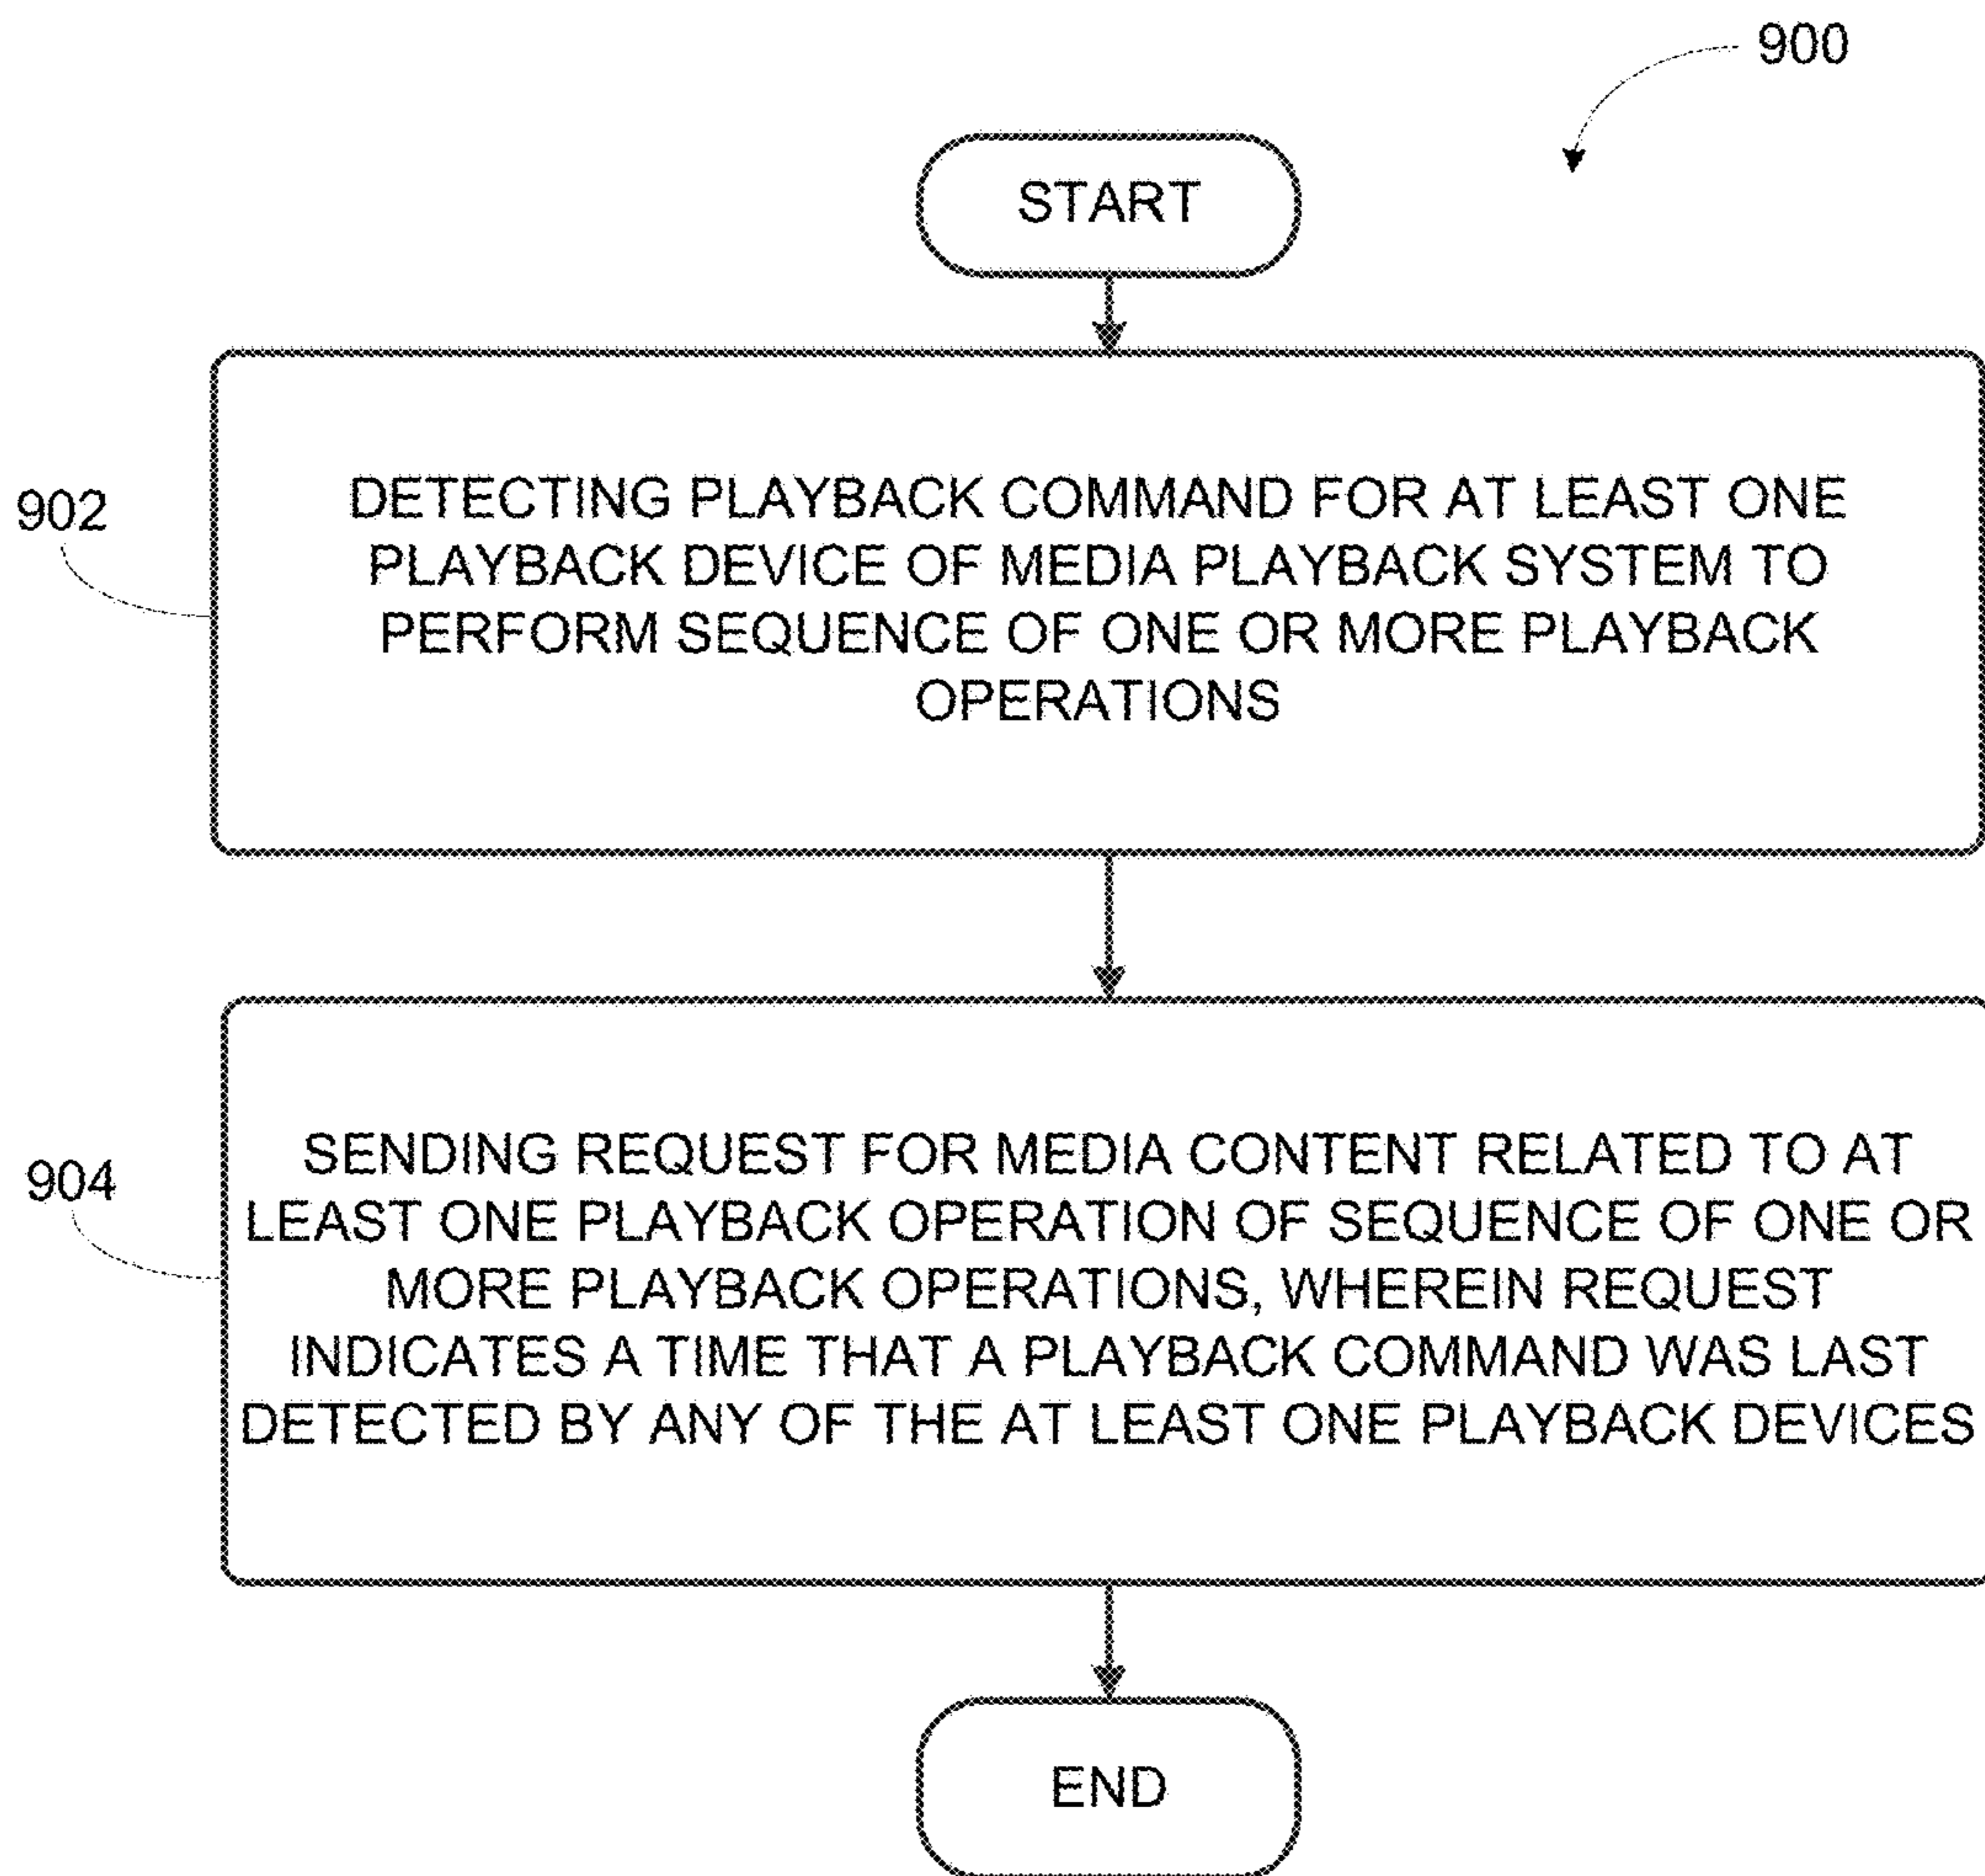 900
START
902
DETECTING PLAYBACK COMMAND FOR AT LEAST ONE
PLAYBACK DEVICE OF MEDIA PLAYBACK SYSTEM TO
PERFORM SEQUENCE OF ONE OR MORE PLAYBACK
OPERATIONS
904
SENDING REQUEST FOR MEDIA CONTENT RELATED TO AT
LEAST ONE PLAYBACK OPERATION OF SEQUENCE OF ONE OR
MORE PLAYBACK OPERATIONS, WHEREIN REQUEST
INDICATES A TIME THAT A PLAYBACK COMMAND WAS LAST
DETECTED BY ANY OF THE AT LEAST ONE PLAYBACK DEVICES
END